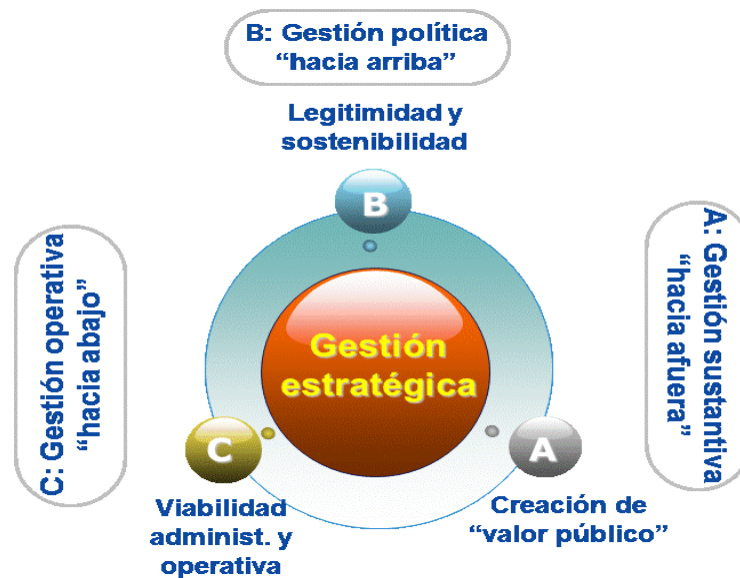 B: Gestión política
“hacia arriba”
Legitimidad y
sostenibilidad
B
C: Gestión operativa
“hacia abajo”
A: Gestión sustantiva
“hacia afuera”
Gestión
estratégica
C
A
Viabilidad
administ. y
operativa
Creación de
“valor público”